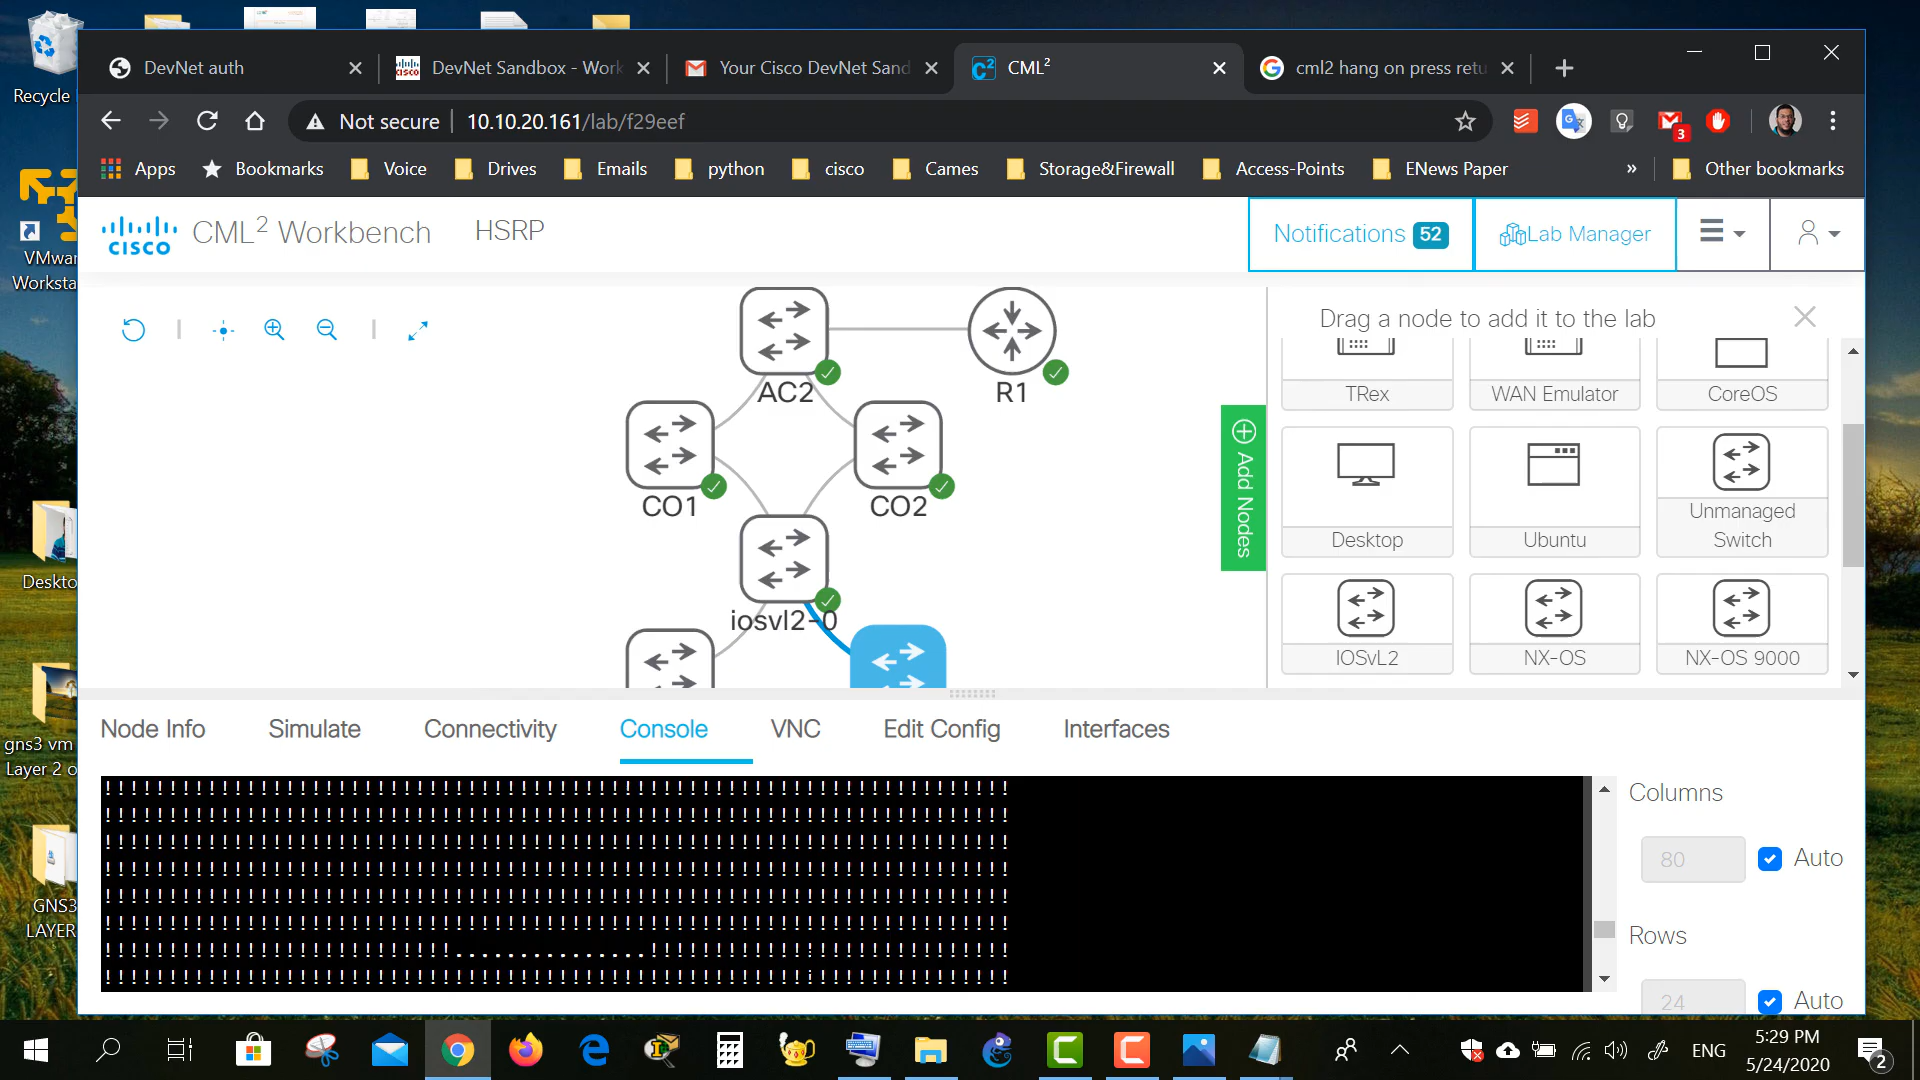 DevNet auth
DevNet Sandbox - Work
Your Cisco DevNet Sand
CML2
cml2 hang on press retu
Recycle
Not secure
10.10.20.161/lab/f29eef
3
Apps
Bookmarks
Voice
Drives
Emails
python
cisco
Cames
Storage&Firewall
Access-Points
ENews Paper
»
Other bookmarks
CISCO
CML2 Workbench
HSRP
Notifications 52
Lab Manager
VMwar
Worksta
Drag a node to add it to the lab
TRex
WAN Emulator
CoreOS
AC2
R1
CO1
CO2
iosvl2-0
Add Nodes
Desktop
Ubuntu
Unmanaged
Switch
IOSvL2
NX-OS
NX-OS 9000
Deskto
gns3 vm
Layer 2 o
GNS3
LAYER
Node Info
Simulate
Connectivity
Console
VNC
Edit Config
Interfaces
Columns
80
Auto
Rows
24
Auto
ENG
5:29 PM
5/24/2020
2